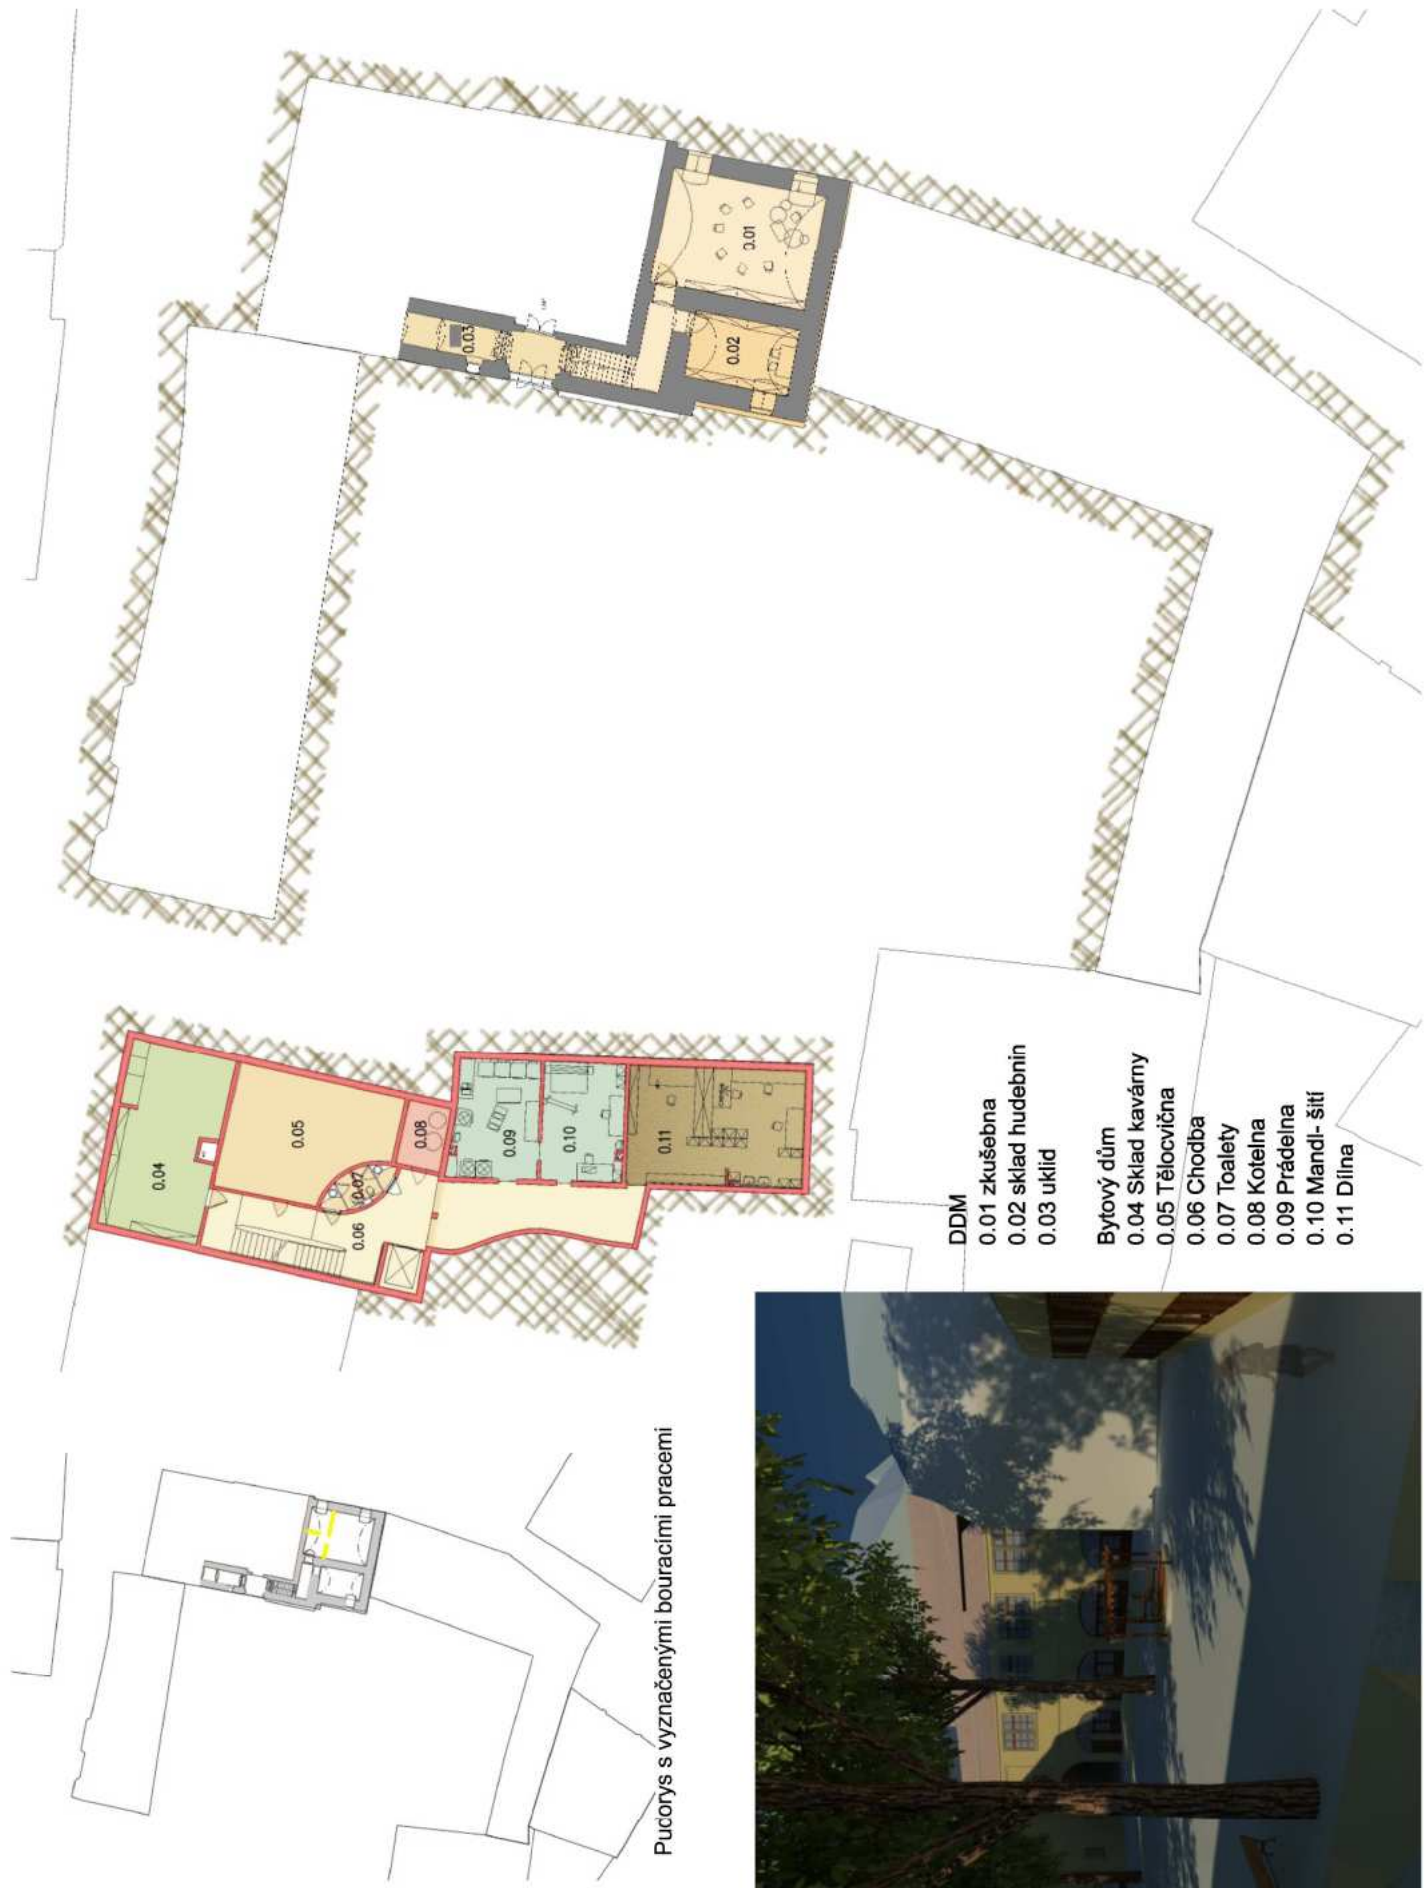 0.01
0.02
0.03
0.04
0.05
0.06
0.07
0.08
0.09
0.10
0.11
Pudorys s vyznačenými bouracími pracemi
DDM
0.01 zkušebna
0.02 sklad hudebnin
0.03 uklid
Bytový dům
0.04 Sklad kavárny
0.05 Tělocvična
0.06 Chodba
0.07 Toalety
0.08 Kotelna
0.09 Prádelna
0.10 Mandl- šití
0.11 Dílna